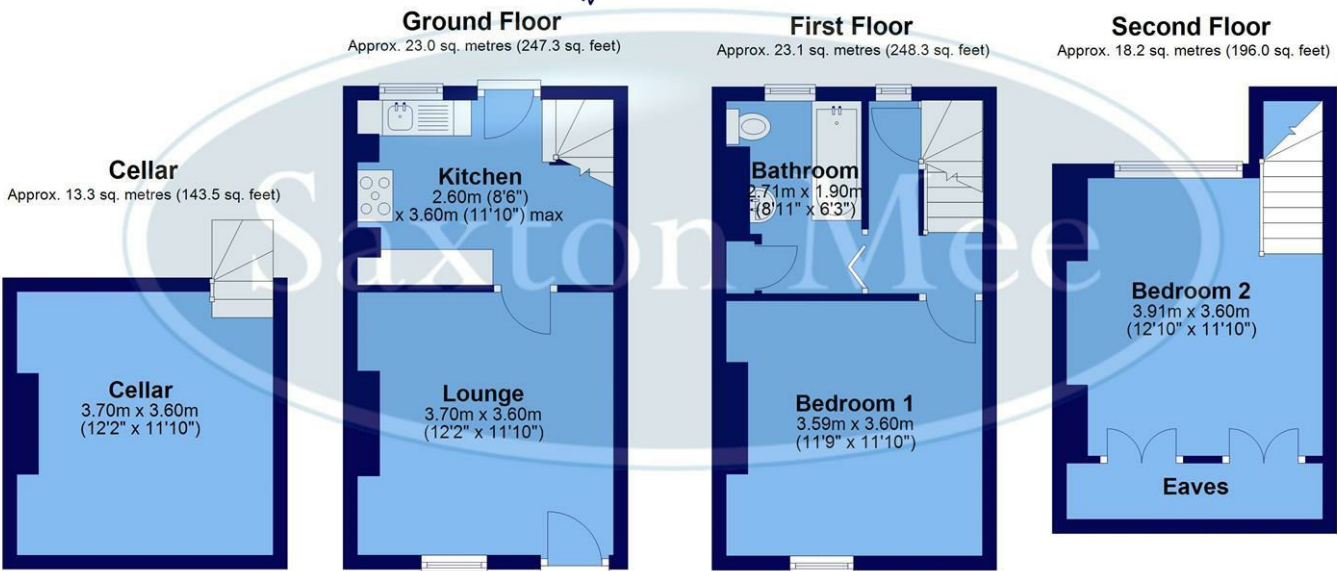 Ground Floor
Approx. 23.0 sq. metres (247.3 sq. feet)
First Floor
Approx. 23.1 sq. metres (248.3 sq. feet)
Second Floor
Approx. 18.2 sq. metres (196.0 sq. feet)
Cellar
Approx. 13.3 sq. metres (143.5 sq. feet)
Kitchen
2.60m (8'6")
x 3.60m (11'10") max
Bathroom
2.71m x 1.90m
(8'11" x 6'3")
Saxton Mee
Bedroom 2
3.91m x 3.60m
(12'10" x 11'10")
Cellar
3.70m x 3.60m
(12'2" x 11'10")
Lounge
3.70m x 3.60m
(12'2" x 11'10")
Bedroom 1
3.59m x 3.60m
(11'9" x 11'10")
Eaves